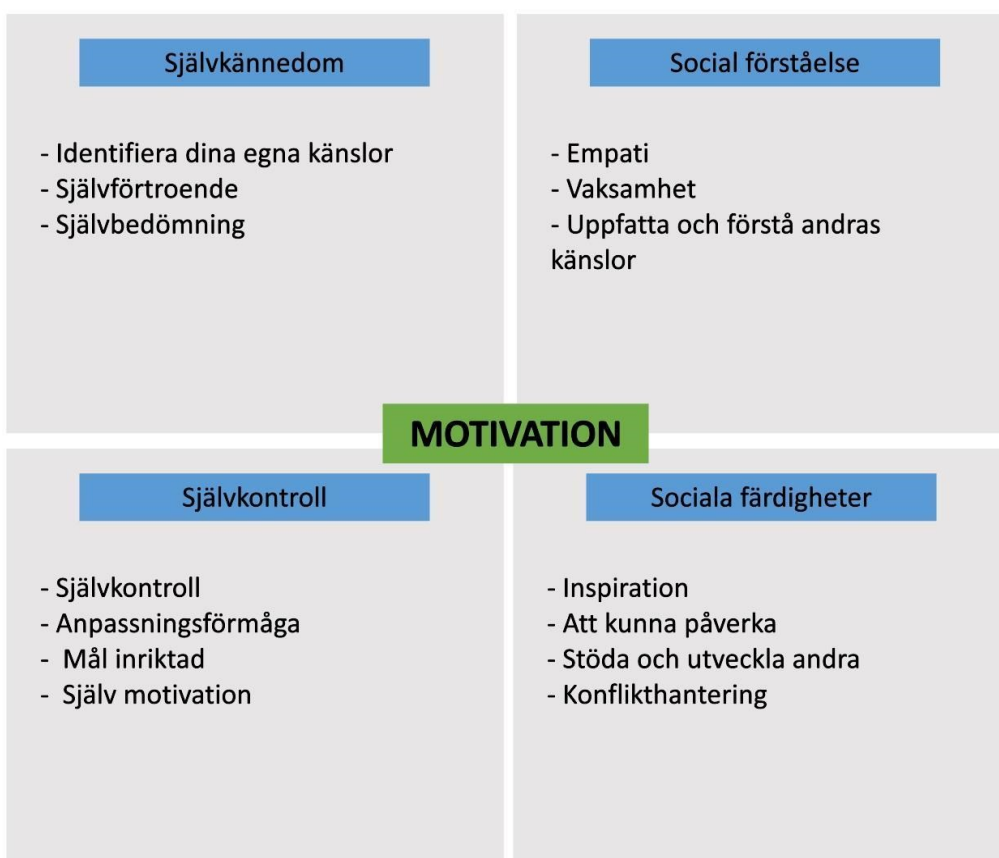 Självkännedom
- Identifiera dina egna känslor
- Självförtroende
- Självbedömning
Social förståelse
- Empati
- Vaksamhet
- Uppfatta och förstå andras
känslor
MOTIVATION
Självkontroll
- Självkontroll
- Anpassningsförmåga
- Mål inriktad
- Själv motivation
Sociala färdigheter
- Inspiration
- Att kunna påverka
- Stöda och utveckla andra
- Konflikthantering